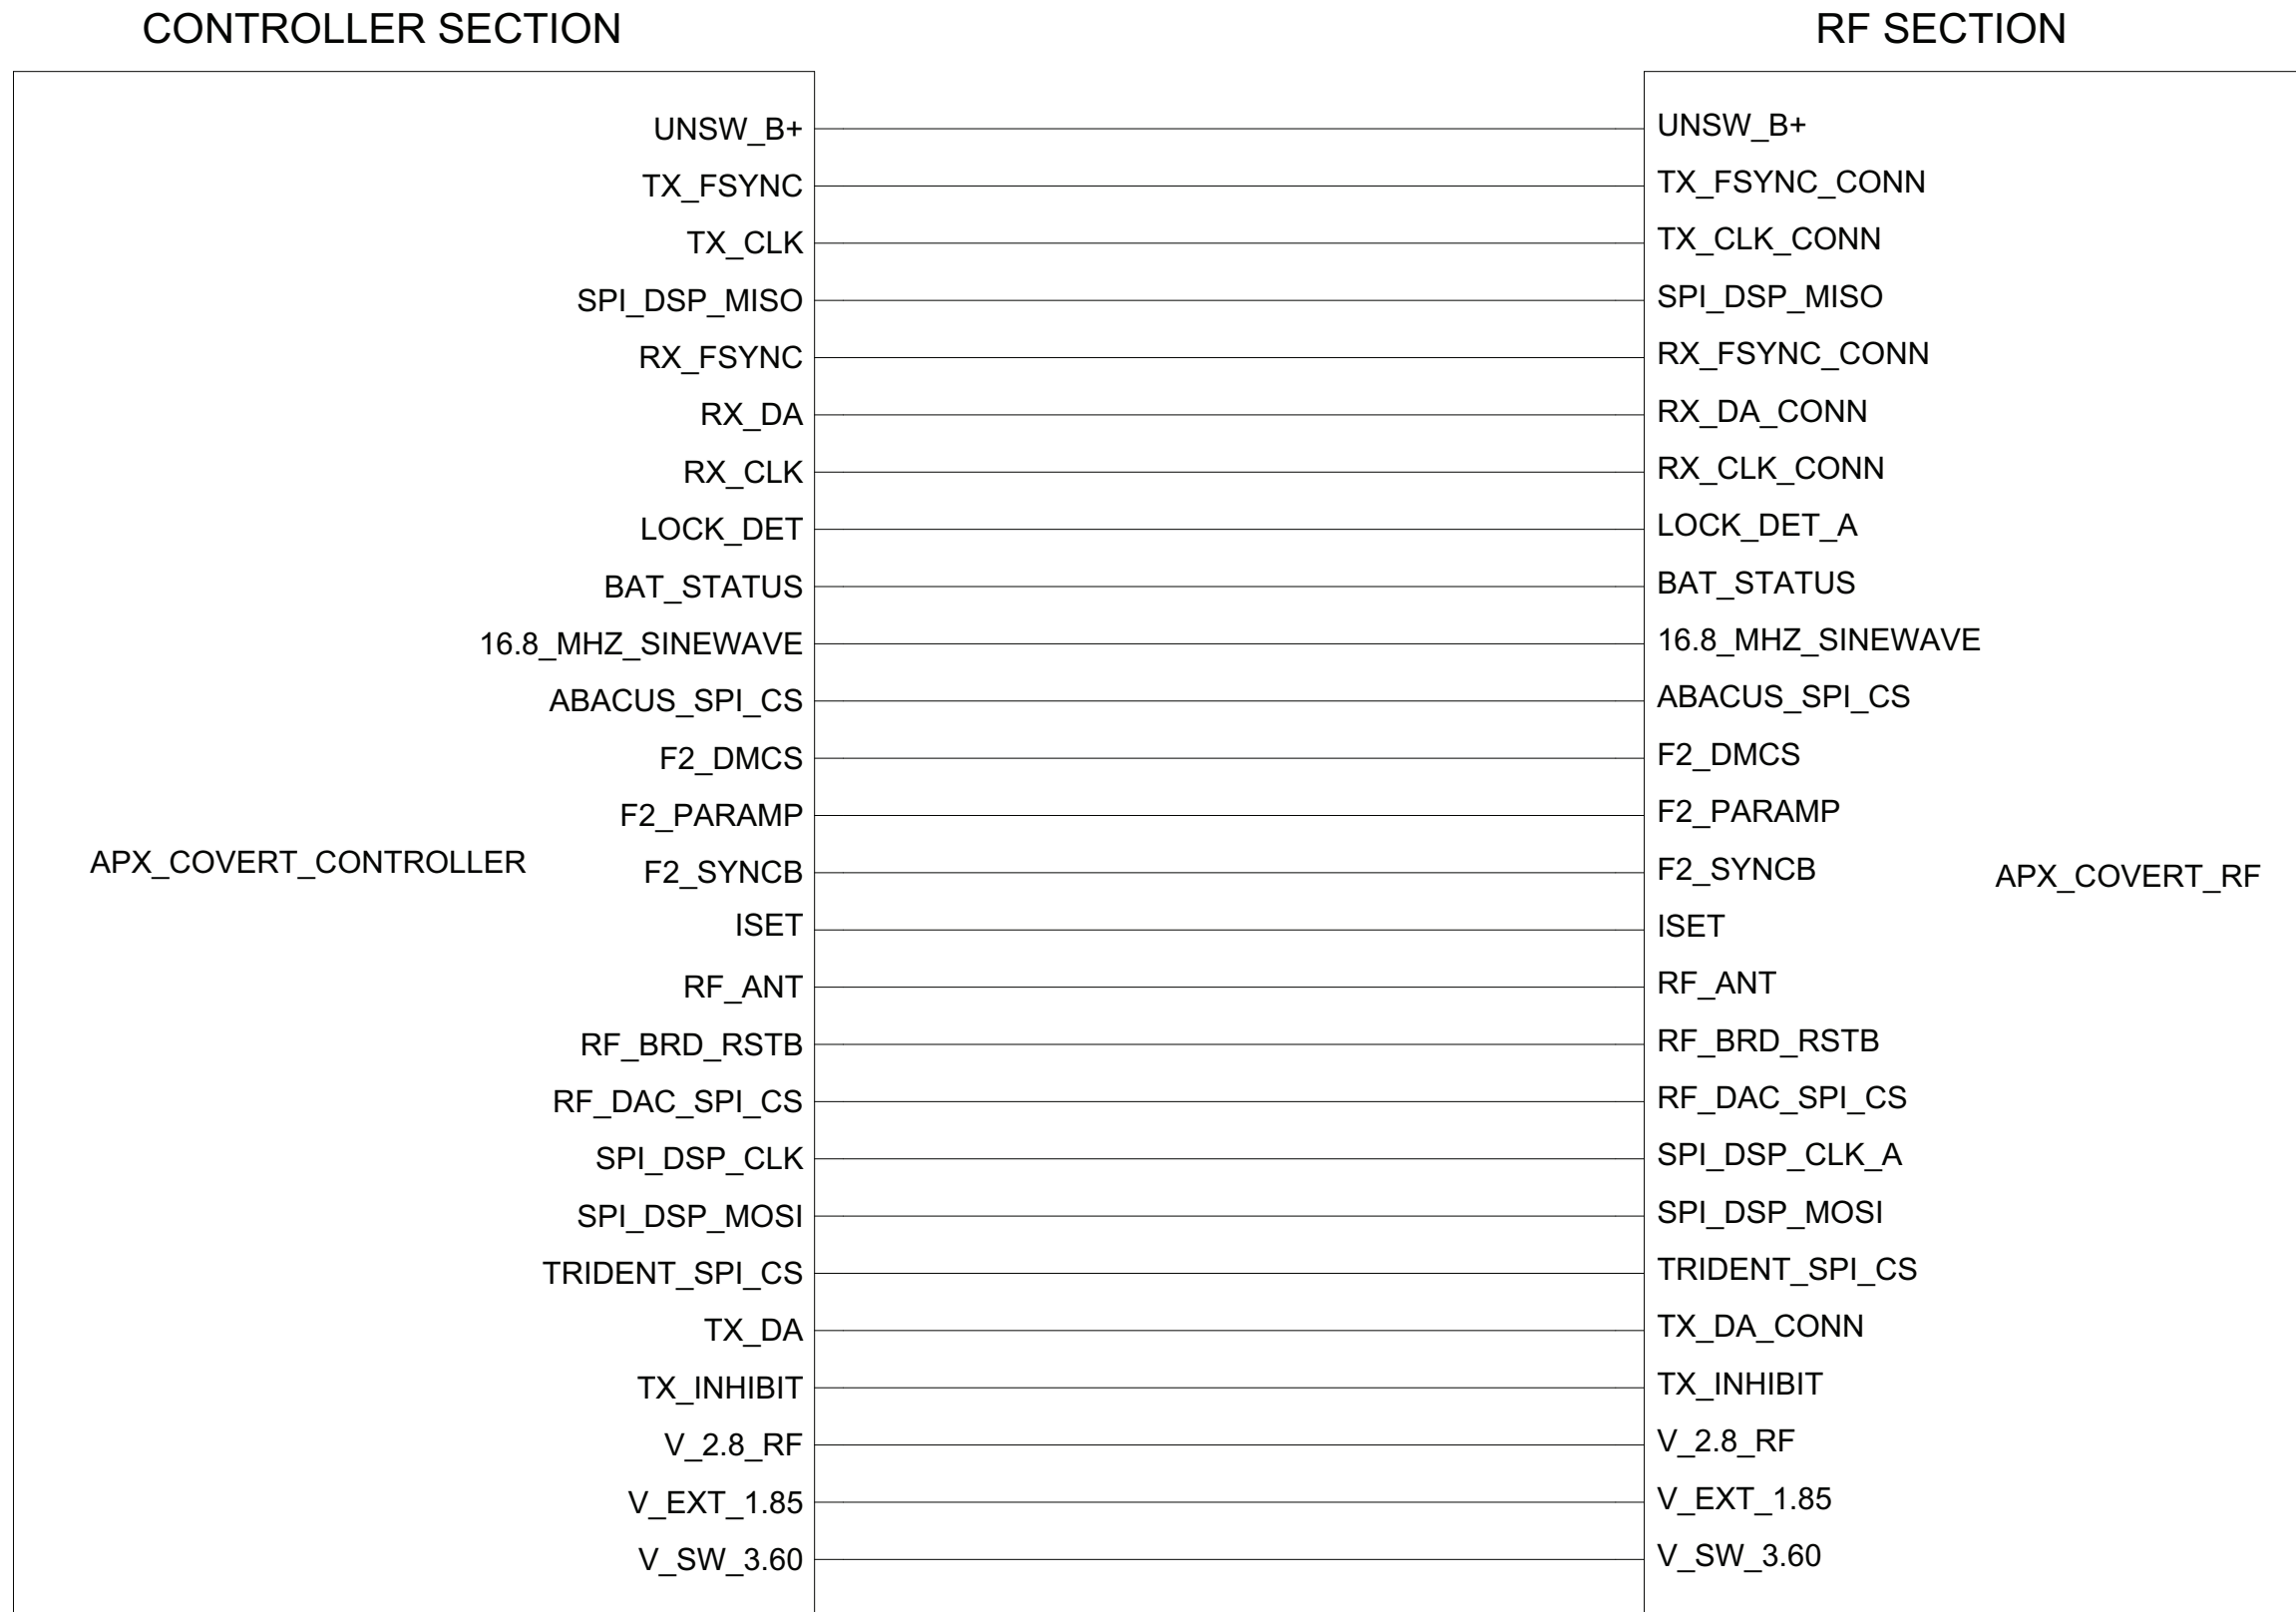 CONTROLLER SECTION
RF SECTION
UNSW_B+ UNSW_B+
TX_FSYNC TX_FSYNC_CONN
TX_CLK TX_CLK_CONN
SPI_DSP_MISO SPI_DSP_MISO
RX_FSYNC RX_FSYNC_CONN
RX_DA RX_DA_CONN
RX_CLK RX_CLK_CONN
LOCK_DET LOCK_DET_A
BAT_STATUS BAT_STATUS
16.8_MHZ_SINEWAVE 16.8_MHZ_SINEWAVE
ABACUS_SPI_CS ABACUS_SPI_CS
F2_DMCS F2_DMCS
F2_PARAMP F2_PARAMP
APX_COVERT_CONTROLLER F2_SYNCB F2_SYNCB APX_COVERT_RF
ISET ISET
RF_ANT RF_ANT
RF_BRD_RSTB RF_BRD_RSTB
RF_DAC_SPI_CS RF_DAC_SPI_CS
SPI_DSP_CLK SPI_DSP_CLK_A
SPI_DSP_MOSI SPI_DSP_MOSI
TRIDENT_SPI_CS TRIDENT_SPI_CS
TX_DA TX_DA_CONN
TX_INHIBIT TX_INHIBIT
V_2.8_RF V_2.8_RF
V_EXT_1.85 V_EXT_1.85
V_SW_3.60 V_SW_3.60